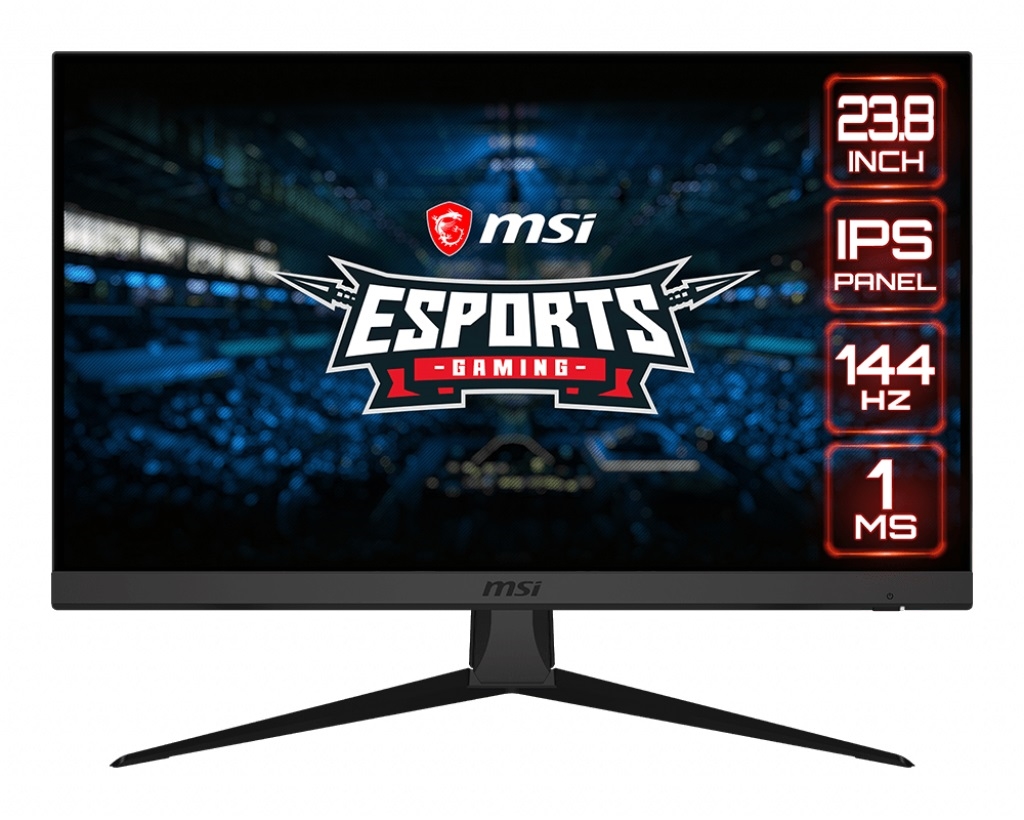 msi
ESPORTS
-GAMING-
23.8
INCH
IPS
PANEL
144
HZ
1
MS
msi